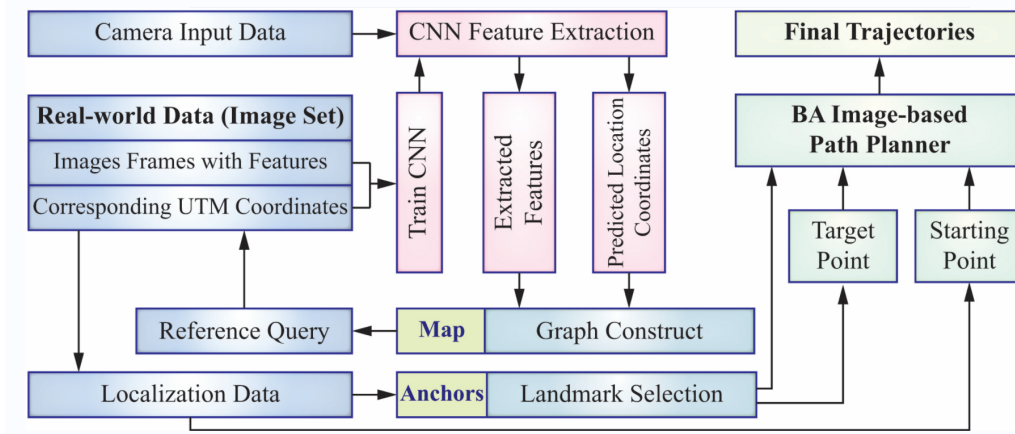 Camera Input Data
CNN Feature Extraction
Final Trajectories
Real-world Data (Image Set)
Images Frames with Features
Corresponding UTM Coordinates
Train CNN
Extracted
Features
Predicted Location
Coordinates
BA Image-based
Path Planner
Target
Point
Starting
Point
Reference Query
Map
Graph Construct
Localization Data
Anchors
Landmark Selection